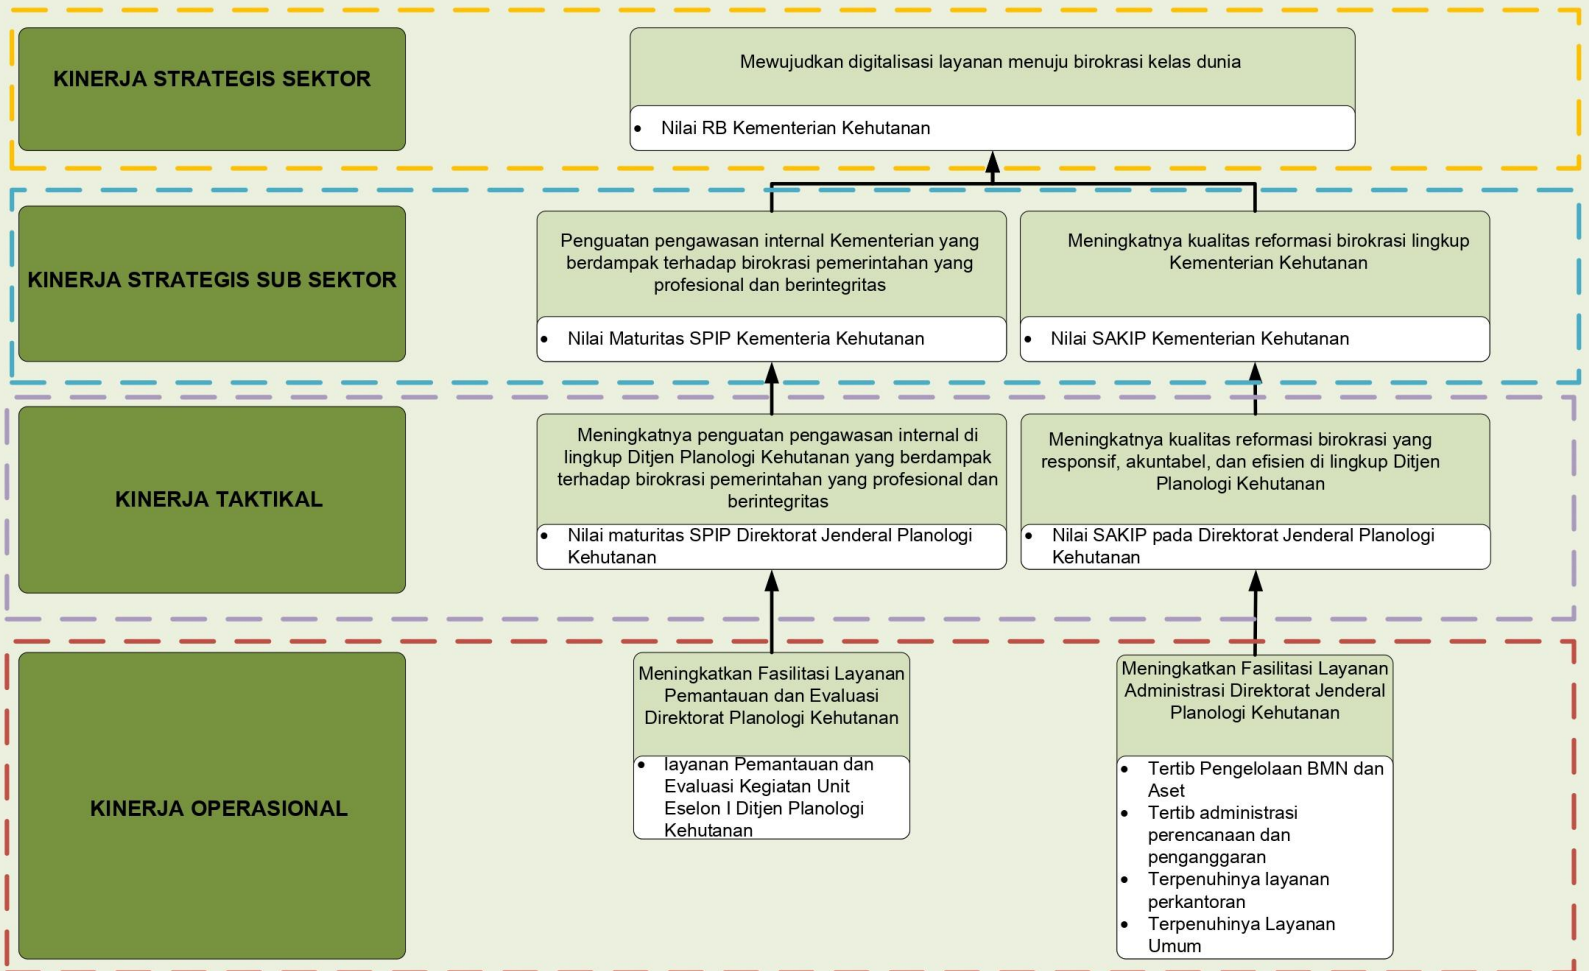 KINERJA STRATEGIS SEKTOR
Mewujudkan digitalisasi layanan menuju birokrasi kelas dunia
• Nilai RB Kementerian Kehutanan
KINERJA STRATEGIS SUB SEKTOR
Penguatan pengawasan internal Kementerian yang
berdampak terhadap birokrasi pemerintahan yang
profesional dan berintegritas
• Nilai Maturitas SPIP Kementeria Kehutanan
Meningkatnya kualitas reformasi birokrasi lingkup
Kementerian Kehutanan
• Nilai SAKIP Kementerian Kehutanan
KINERJA TAKTIKAL
Meningkatnya penguatan pengawasan internal di
lingkup Ditjen Planologi Kehutanan yang berdampak
terhadap birokrasi pemerintahan yang profesional dan
berintegritas
• Nilai maturitas SPIP Direktorat Jenderal Planologi
Kehutanan
Meningkatnya kualitas reformasi birokrasi yang
responsif, akuntabel, dan efisien di lingkup Ditjen
Planologi Kehutanan
• Nilai SAKIP pada Direktorat Jenderal Planologi
Kehutanan
KINERJA OPERASIONAL
Meningkatkan Fasilitasi Layanan
Pemantauan dan Evaluasi
Direktorat Planologi Kehutanan
• layanan Pemantauan dan
Evaluasi Kegiatan Unit
Eselon I Ditjen Planologi
Kehutanan
Meningkatkan Fasilitasi Layanan
Administrasi Direktorat Jenderal
Planologi Kehutanan
• Tertib Pengelolaan BMN dan
Aset
• Tertib administrasi
perencanaan dan
penganggaran
• Terpenuhinya layanan
perkantoran
• Terpenuhinya Layanan
Umum